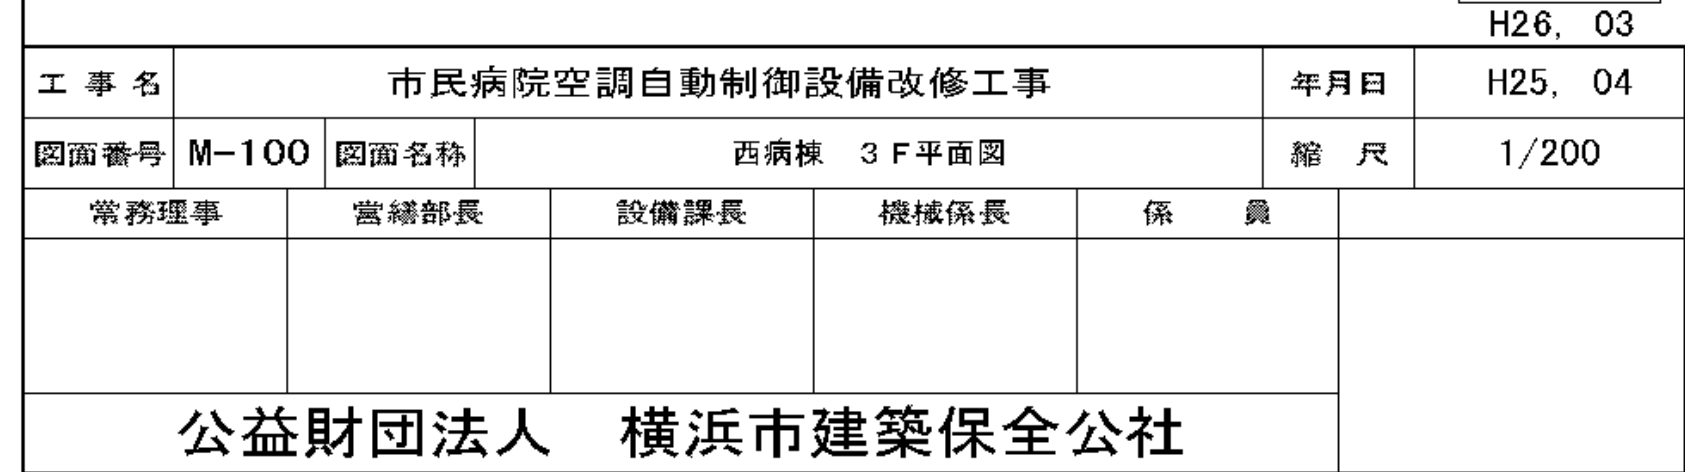 H26, 03
工 事 名 市民病院空調自動制御設備改修工事 年月日 H25, 04
図面番号 M-100 図面名称 西病棟 3F平面図 縮 尺 1/200
常務理事 営繕部長 設備課長 機械係長 係 員
公益財団法人 横浜市建築保全公社